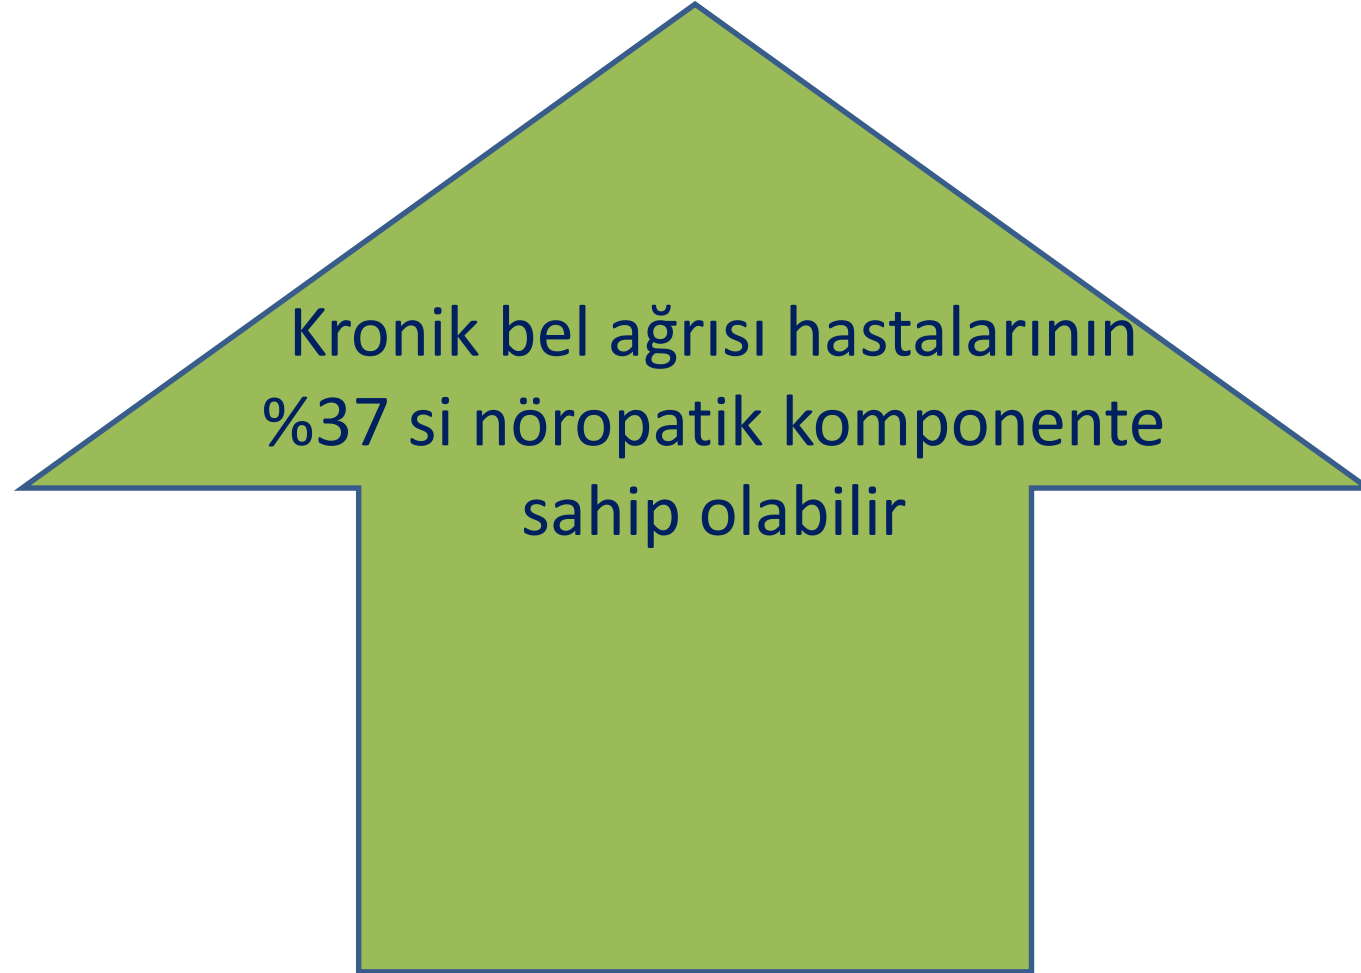 Kronik bel ağrısı hastalarının
%37 si nöropatik komponente
sahip olabilir